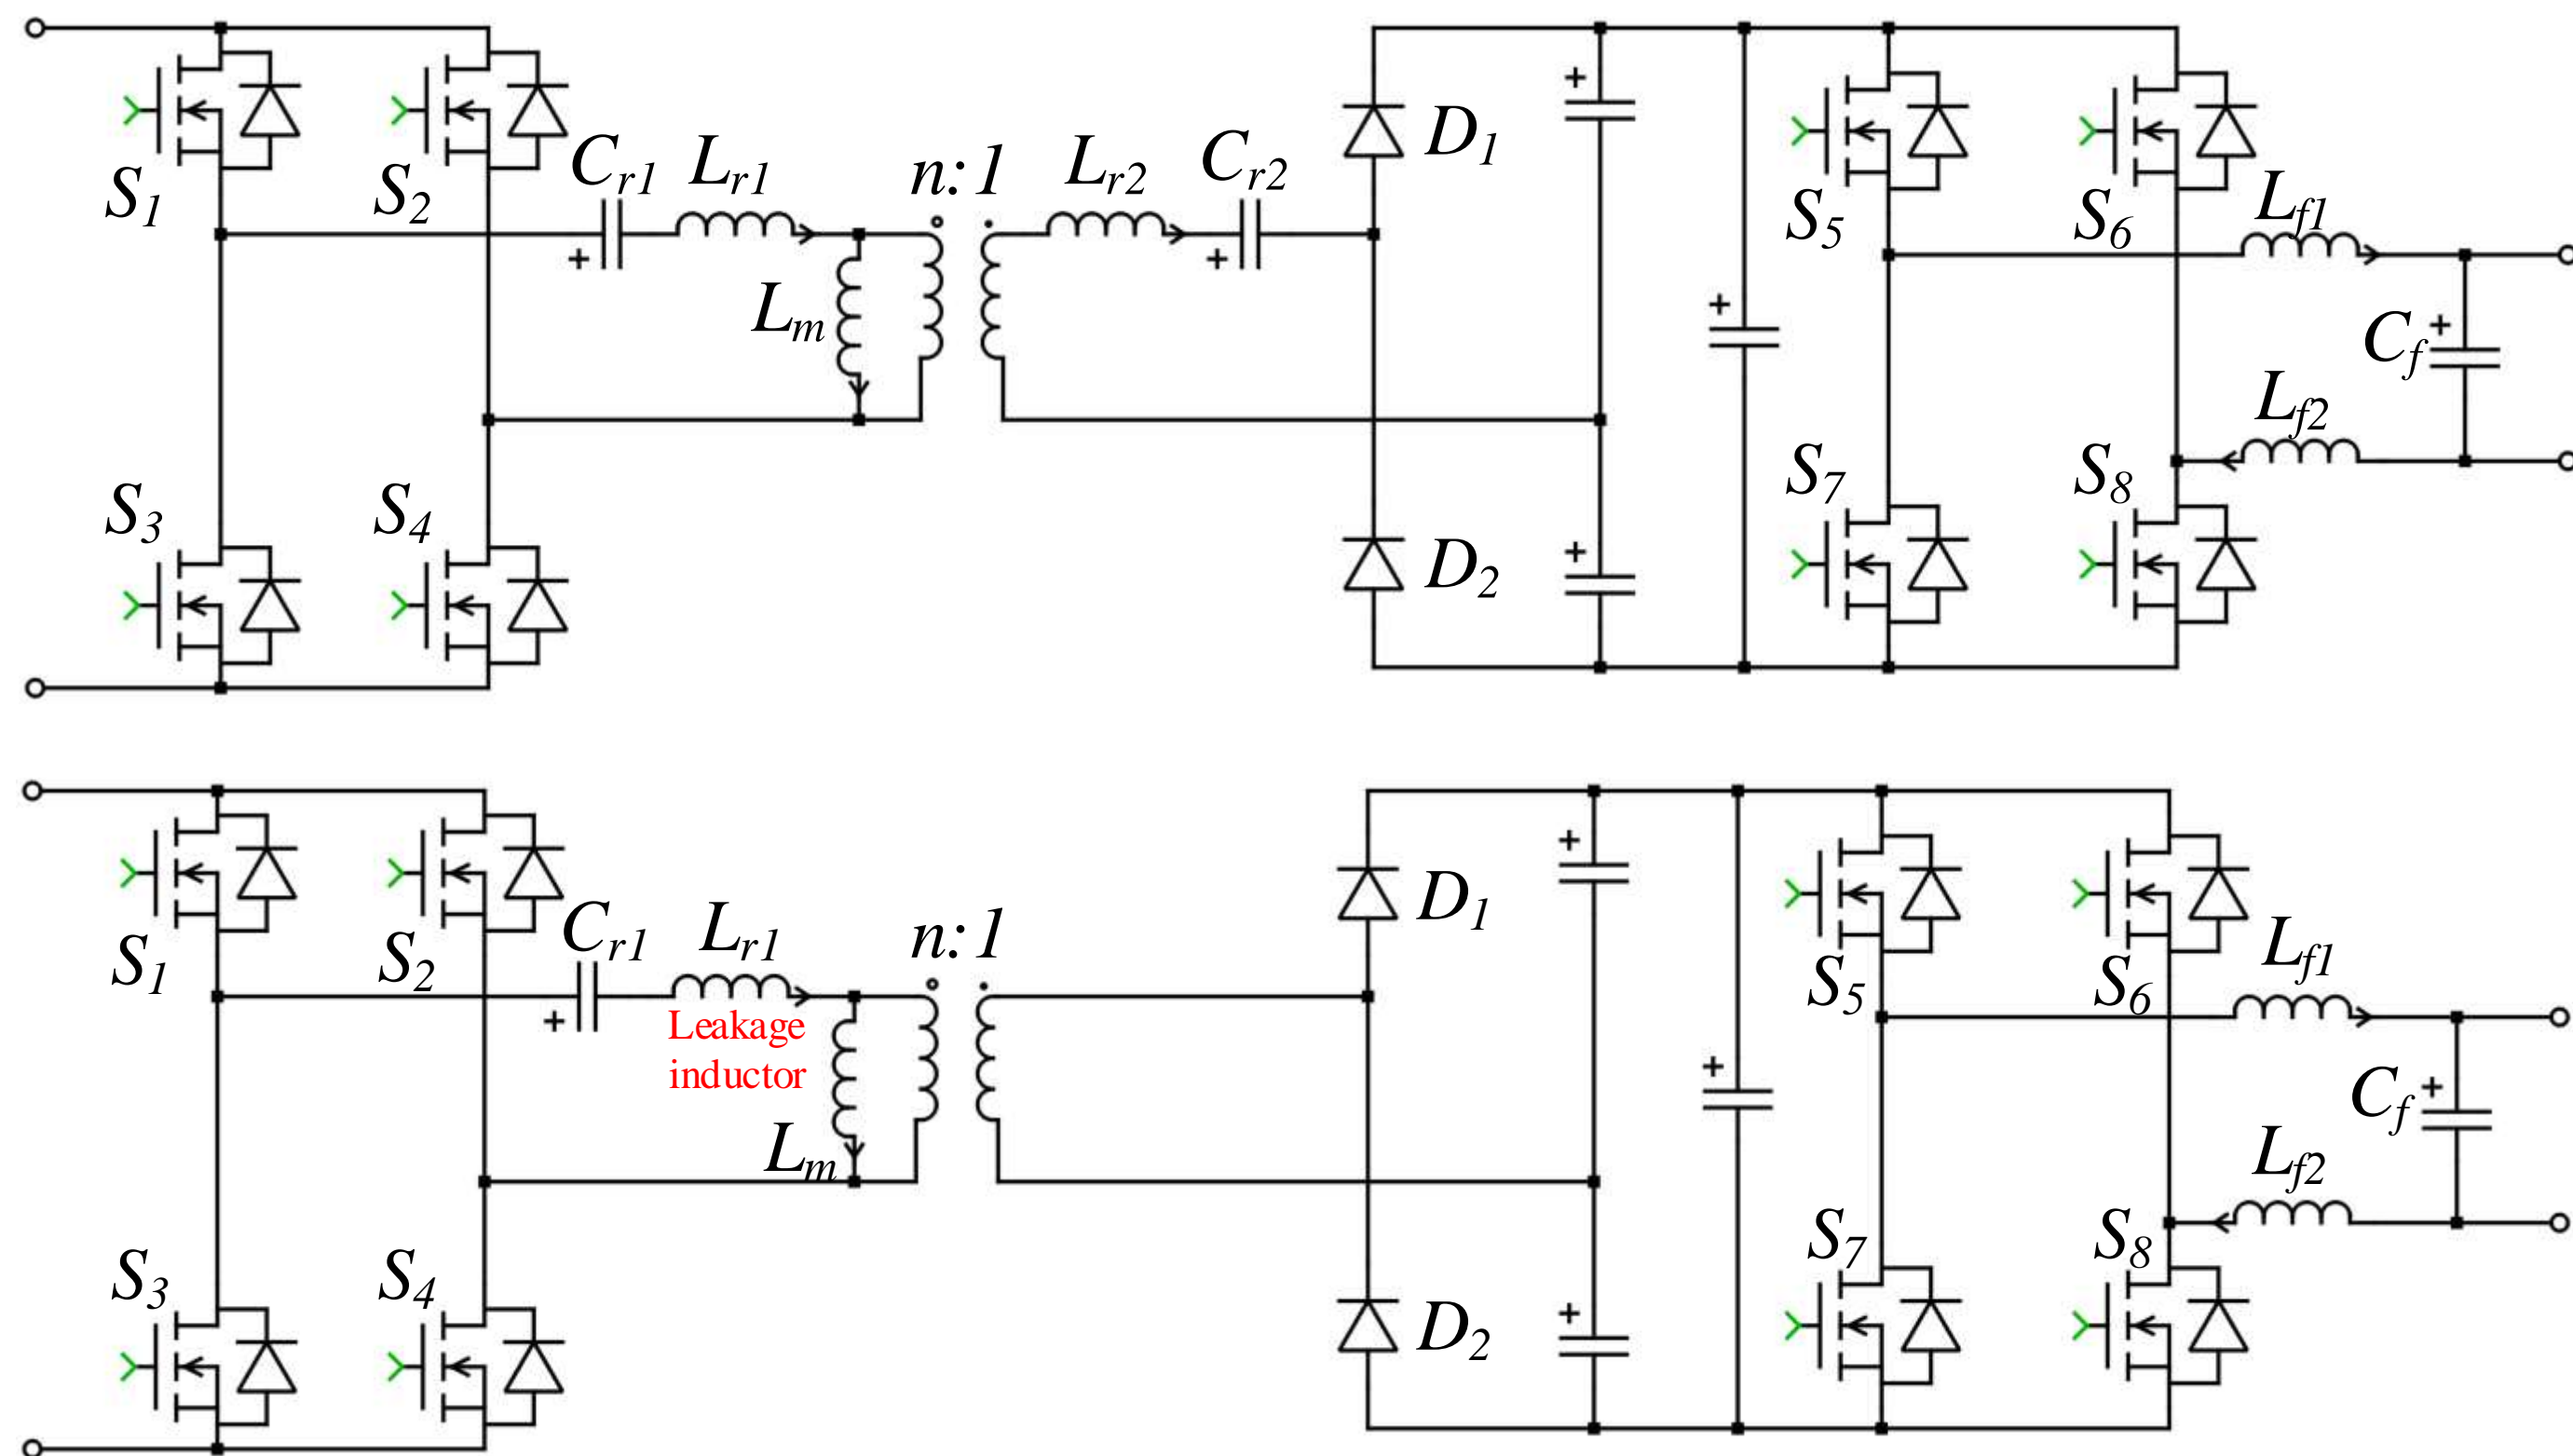 S1
S2
Cr1
Lr1
n:1
Lr2
Cr2
D1
S5
S6
Lf1
Lm
Cf
Lf2
S3
S4
D2
S7
S8
S1
S2
Cr1
Lr1
n:1
D1
S5
S6
Lf1
Leakage
inductor
Lm
Cf
Lf2
S3
S4
D2
S7
S8